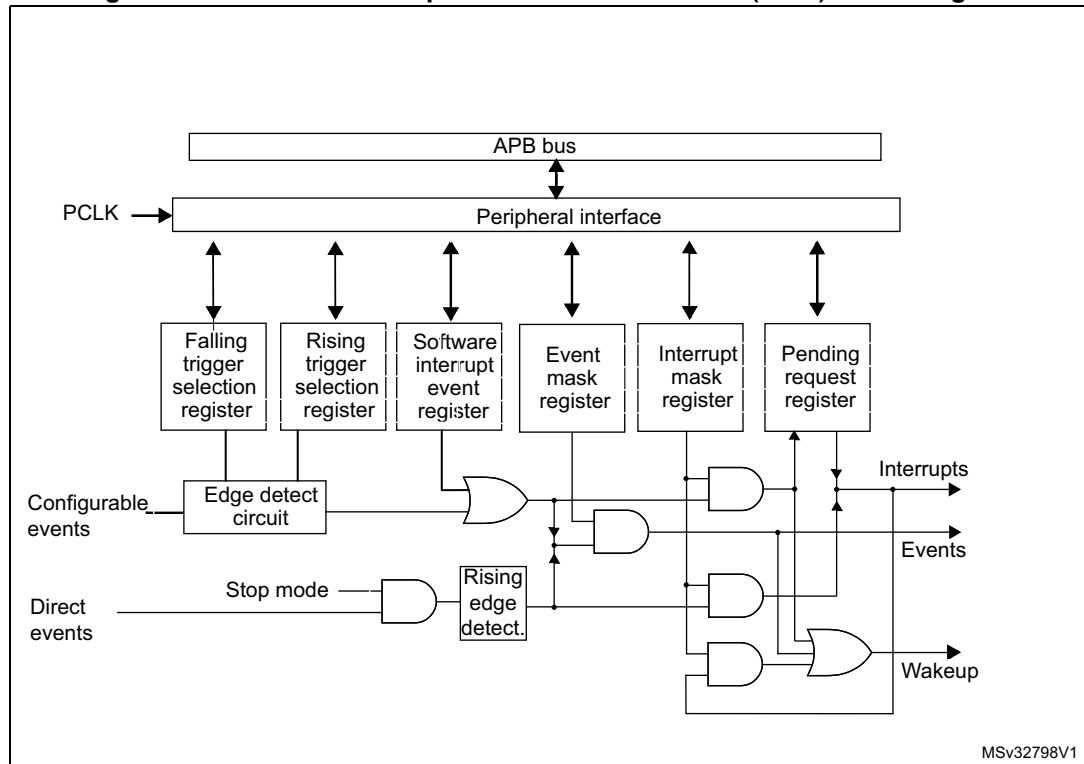 APB bus
PCLK
Peripheral interface
Falling
trigger
selection
register
Rising
trigger
selection
register
Software
interrupt
event
register
Event
mask
register
Interrupt
mask
register
Pending
request
register
Interrupts
Configurable
events
Edge detect
circuit
Events
Stop mode
Rising
edge
detect.
Direct
events
Wakeup
MSv32798V1